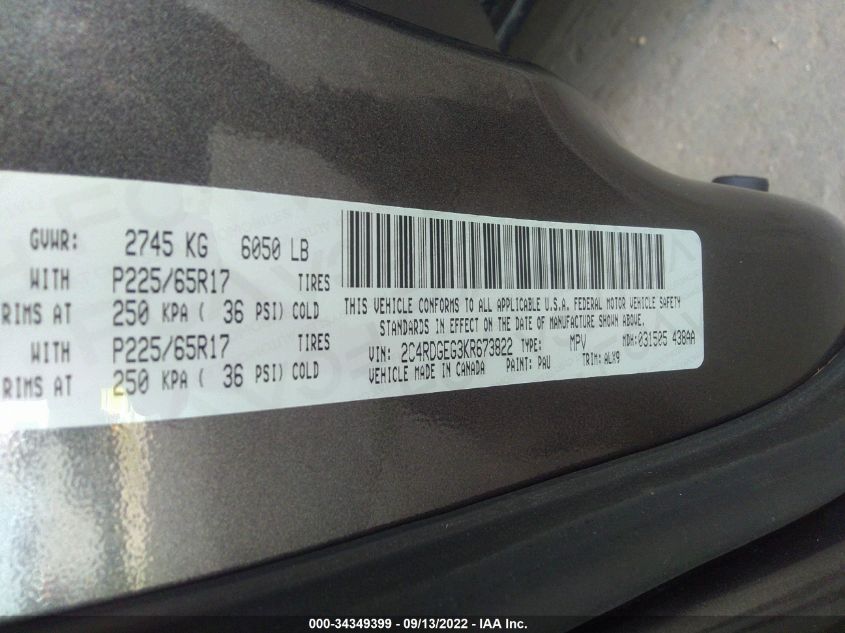 GVWR: 2745 KG 6050 LB
WITH P225/65R17 TIRES
RIMS AT 250 KPA ( 36 PSI) COLD
WITH P225/65R17 TIRES
RIMS AT 250 KPA ( 36 PSI) COLD
THIS VEHICLE CONFORMS TO ALL APPLICABLE U.S.A. FEDERAL MOTOR VEHICLE SAFETY
STANDARDS IN EFFECT ON THE DATE OF MANUFACTURE SHOWN ABOVE.
VIN: 2C4RDGEG3KR673822 TYPE: MPV MDH: 031505 438AA
VEHICLE MADE IN CANADA PAINT: PAU TRIM: ALX9
000-34349399 - 09/13/2022 - IAA Inc.